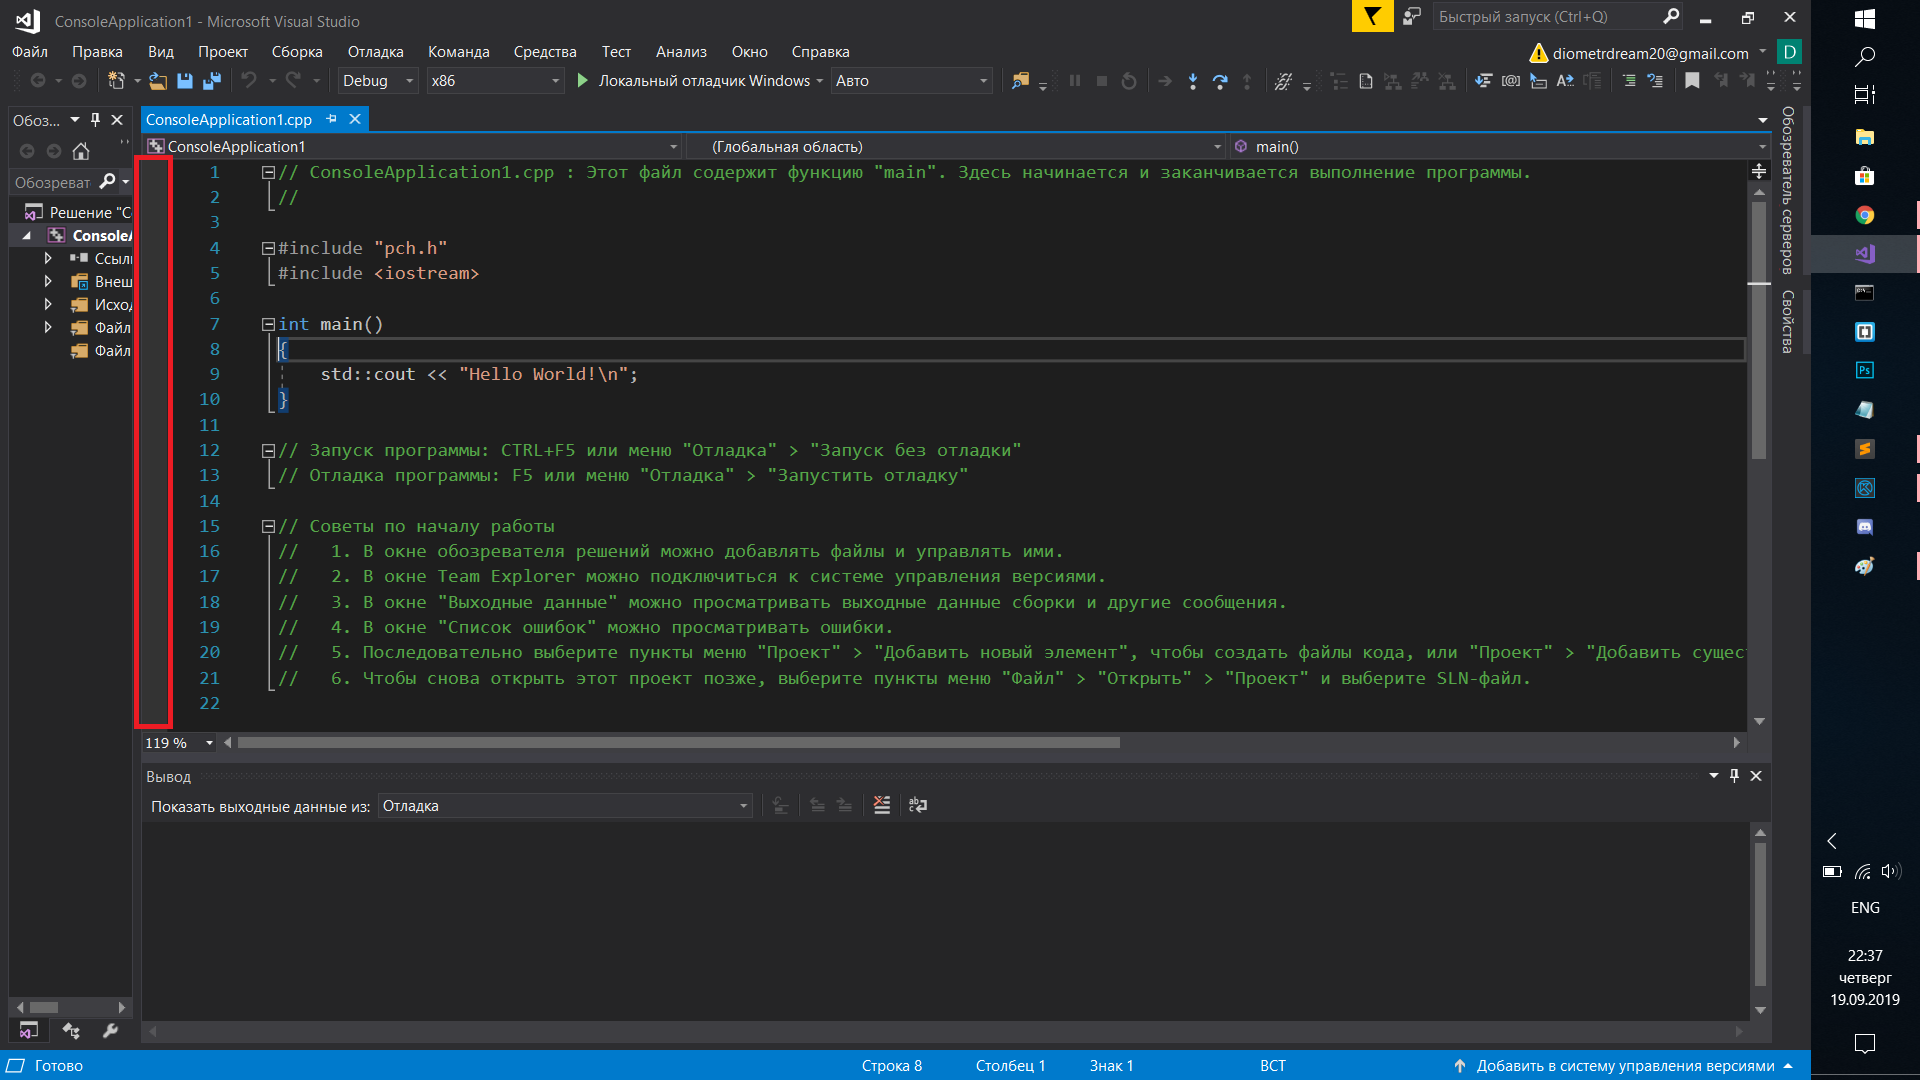 ConsoleApplication1 - Microsoft Visual Studio
Быстрый запуск (Ctrl+Q)
Файл Правка Вид Проект Сборка Отладка Команда Средства Тест Анализ Окно Справка
diometrdream20@gmail.com D
Debug x86 Локальный отладчик Windows Авто
Обоз...
ConsoleApplication1.cpp
ConsoleApplication1 (Глобальная область) main()
Обозреват
Решение "Co
ConsoleA
Ссыл
Внеш
Исход
Файл
Файл
1 // ConsoleApplication1.cpp : Этот файл содержит функцию "main". Здесь начинается и заканчивается выполнение программы.
2 //
3
4 #include "pch.h"
5 #include <iostream>
6
7 int main()
8 {
9 std::cout << "Hello World!\n";
10 }
11
12 // Запуск программы: CTRL+F5 или меню "Отладка" > "Запуск без отладки"
13 // Отладка программы: F5 или меню "Отладка" > "Запустить отладку"
14
15 // Советы по началу работы
16 // 1. В окне обозревателя решений можно добавлять файлы и управлять ими.
17 // 2. В окне Team Explorer можно подключиться к системе управления версиями.
18 // 3. В окне "Выходные данные" можно просматривать выходные данные сборки и другие сообщения.
19 // 4. В окне "Список ошибок" можно просматривать ошибки.
20 // 5. Последовательно выберите пункты меню "Проект" > "Добавить новый элемент", чтобы создать файлы кода, или "Проект" > "Добавить сущест
21 // 6. Чтобы снова открыть этот проект позже, выберите пункты меню "Файл" > "Открыть" > "Проект" и выберите SLN-файл.
22
119 %
Обозреватель серверов
Свойства
Вывод
Показать выходные данные из: Отладка
Готово Строка 8 Столбец 1 Знак 1 ВСТ Добавить в систему управления версиями
Ps
ENG
22:37
четверг
19.09.2019